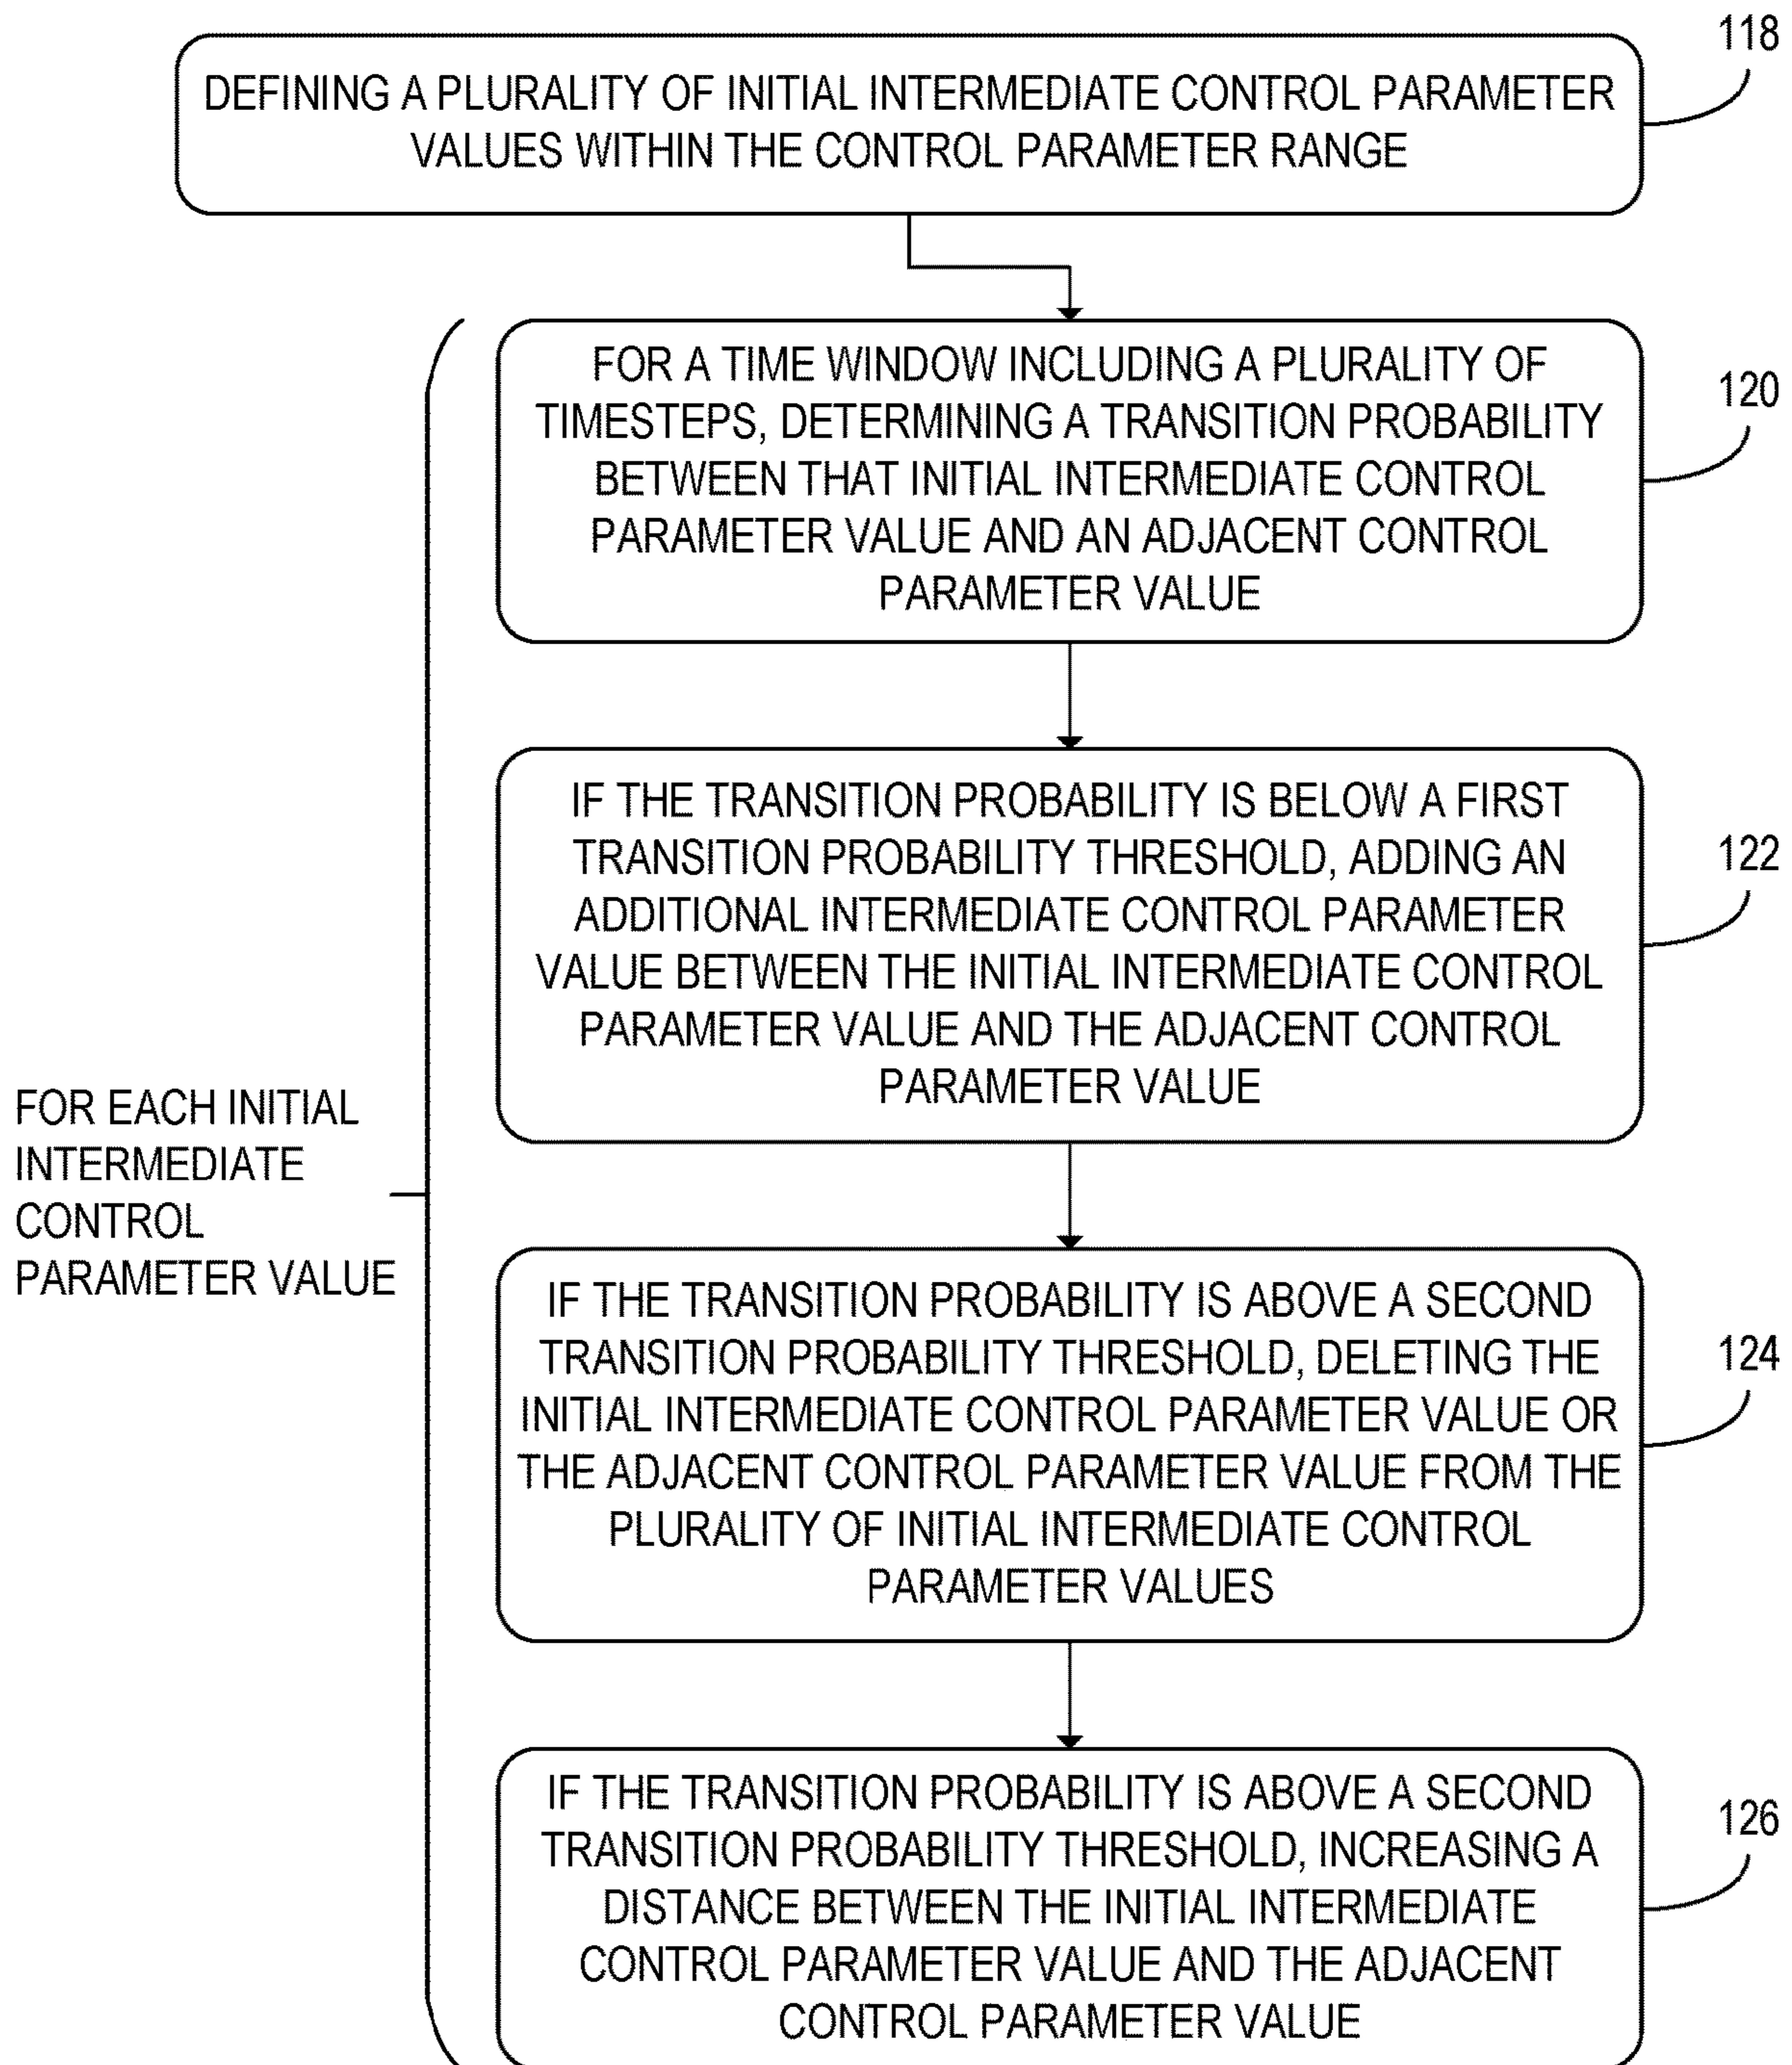 118
DEFINING A PLURALITY OF INITIAL INTERMEDIATE CONTROL PARAMETER
VALUES WITHIN THE CONTROL PARAMETER RANGE
FOR A TIME WINDOW INCLUDING A PLURALITY OF
TIMESTEPS, DETERMINING A TRANSITION PROBABILITY
BETWEEN THAT INITIAL INTERMEDIATE CONTROL
PARAMETER VALUE AND AN ADJACENT CONTROL
PARAMETER VALUE
120
IF THE TRANSITION PROBABILITY IS BELOW A FIRST
TRANSITION PROBABILITY THRESHOLD, ADDING AN
ADDITIONAL INTERMEDIATE CONTROL PARAMETER
VALUE BETWEEN THE INITIAL INTERMEDIATE CONTROL
PARAMETER VALUE AND THE ADJACENT CONTROL
PARAMETER VALUE
122
FOR EACH INITIAL
INTERMEDIATE
CONTROL
PARAMETER VALUE
IF THE TRANSITION PROBABILITY IS ABOVE A SECOND
TRANSITION PROBABILITY THRESHOLD, DELETING THE
INITIAL INTERMEDIATE CONTROL PARAMETER VALUE OR
THE ADJACENT CONTROL PARAMETER VALUE FROM THE
PLURALITY OF INITIAL INTERMEDIATE CONTROL
PARAMETER VALUES
124
IF THE TRANSITION PROBABILITY IS ABOVE A SECOND
TRANSITION PROBABILITY THRESHOLD, INCREASING A
DISTANCE BETWEEN THE INITIAL INTERMEDIATE
CONTROL PARAMETER VALUE AND THE ADJACENT
CONTROL PARAMETER VALUE
126